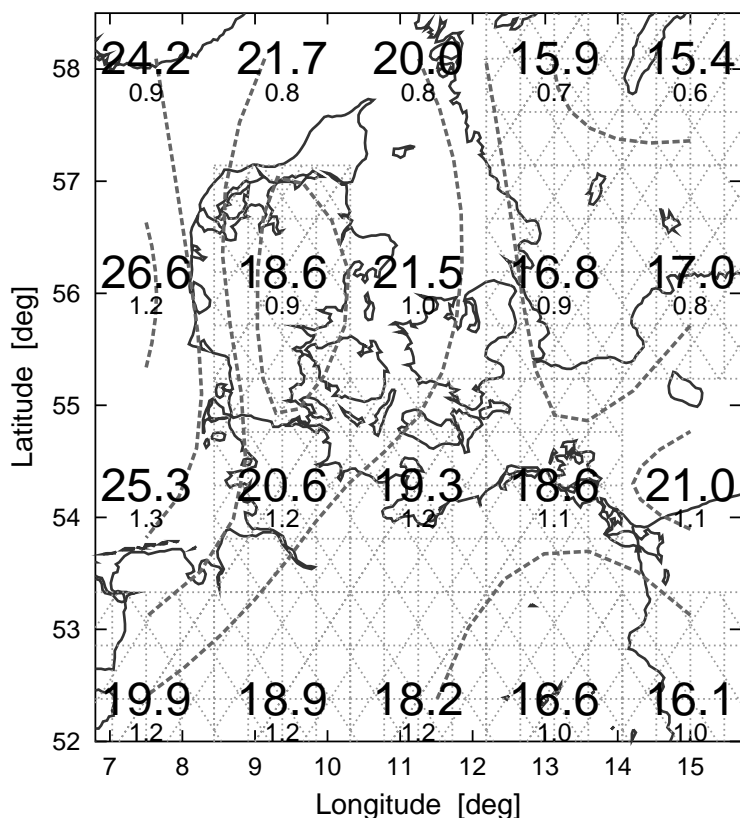 58
24.2 21.7 20.0 15.9 15.4
0.9 0.8 0.8 0.7 0.6
57
56
26.6 18.6 21.5 16.8 17.0
1.2 0.9 1.0 0.9 0.8
55
54
25.3 20.6 19.3 18.6 21.0
1.3 1.2 1.2 1.1 1.1
53
52
19.9 18.9 18.2 16.6 16.1
1.2 1.2 1.2 1.0 1.0
7 8 9 10 11 12 13 14 15
Longitude [deg]
Latitude [deg]